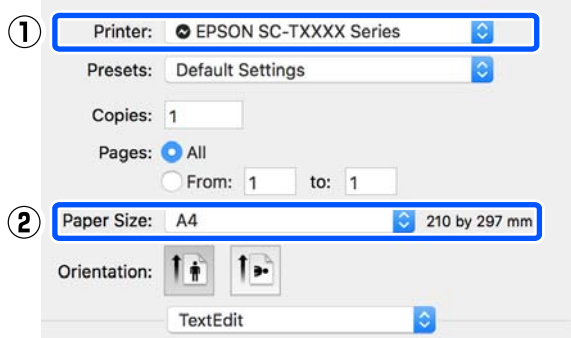 ① Printer: EPSON SC-TXXXX Series
Presets: Default Settings
Copies: 1
Pages: All
From: 1 to: 1
② Paper Size: A4 210 by 297 mm
Orientation:
TextEdit